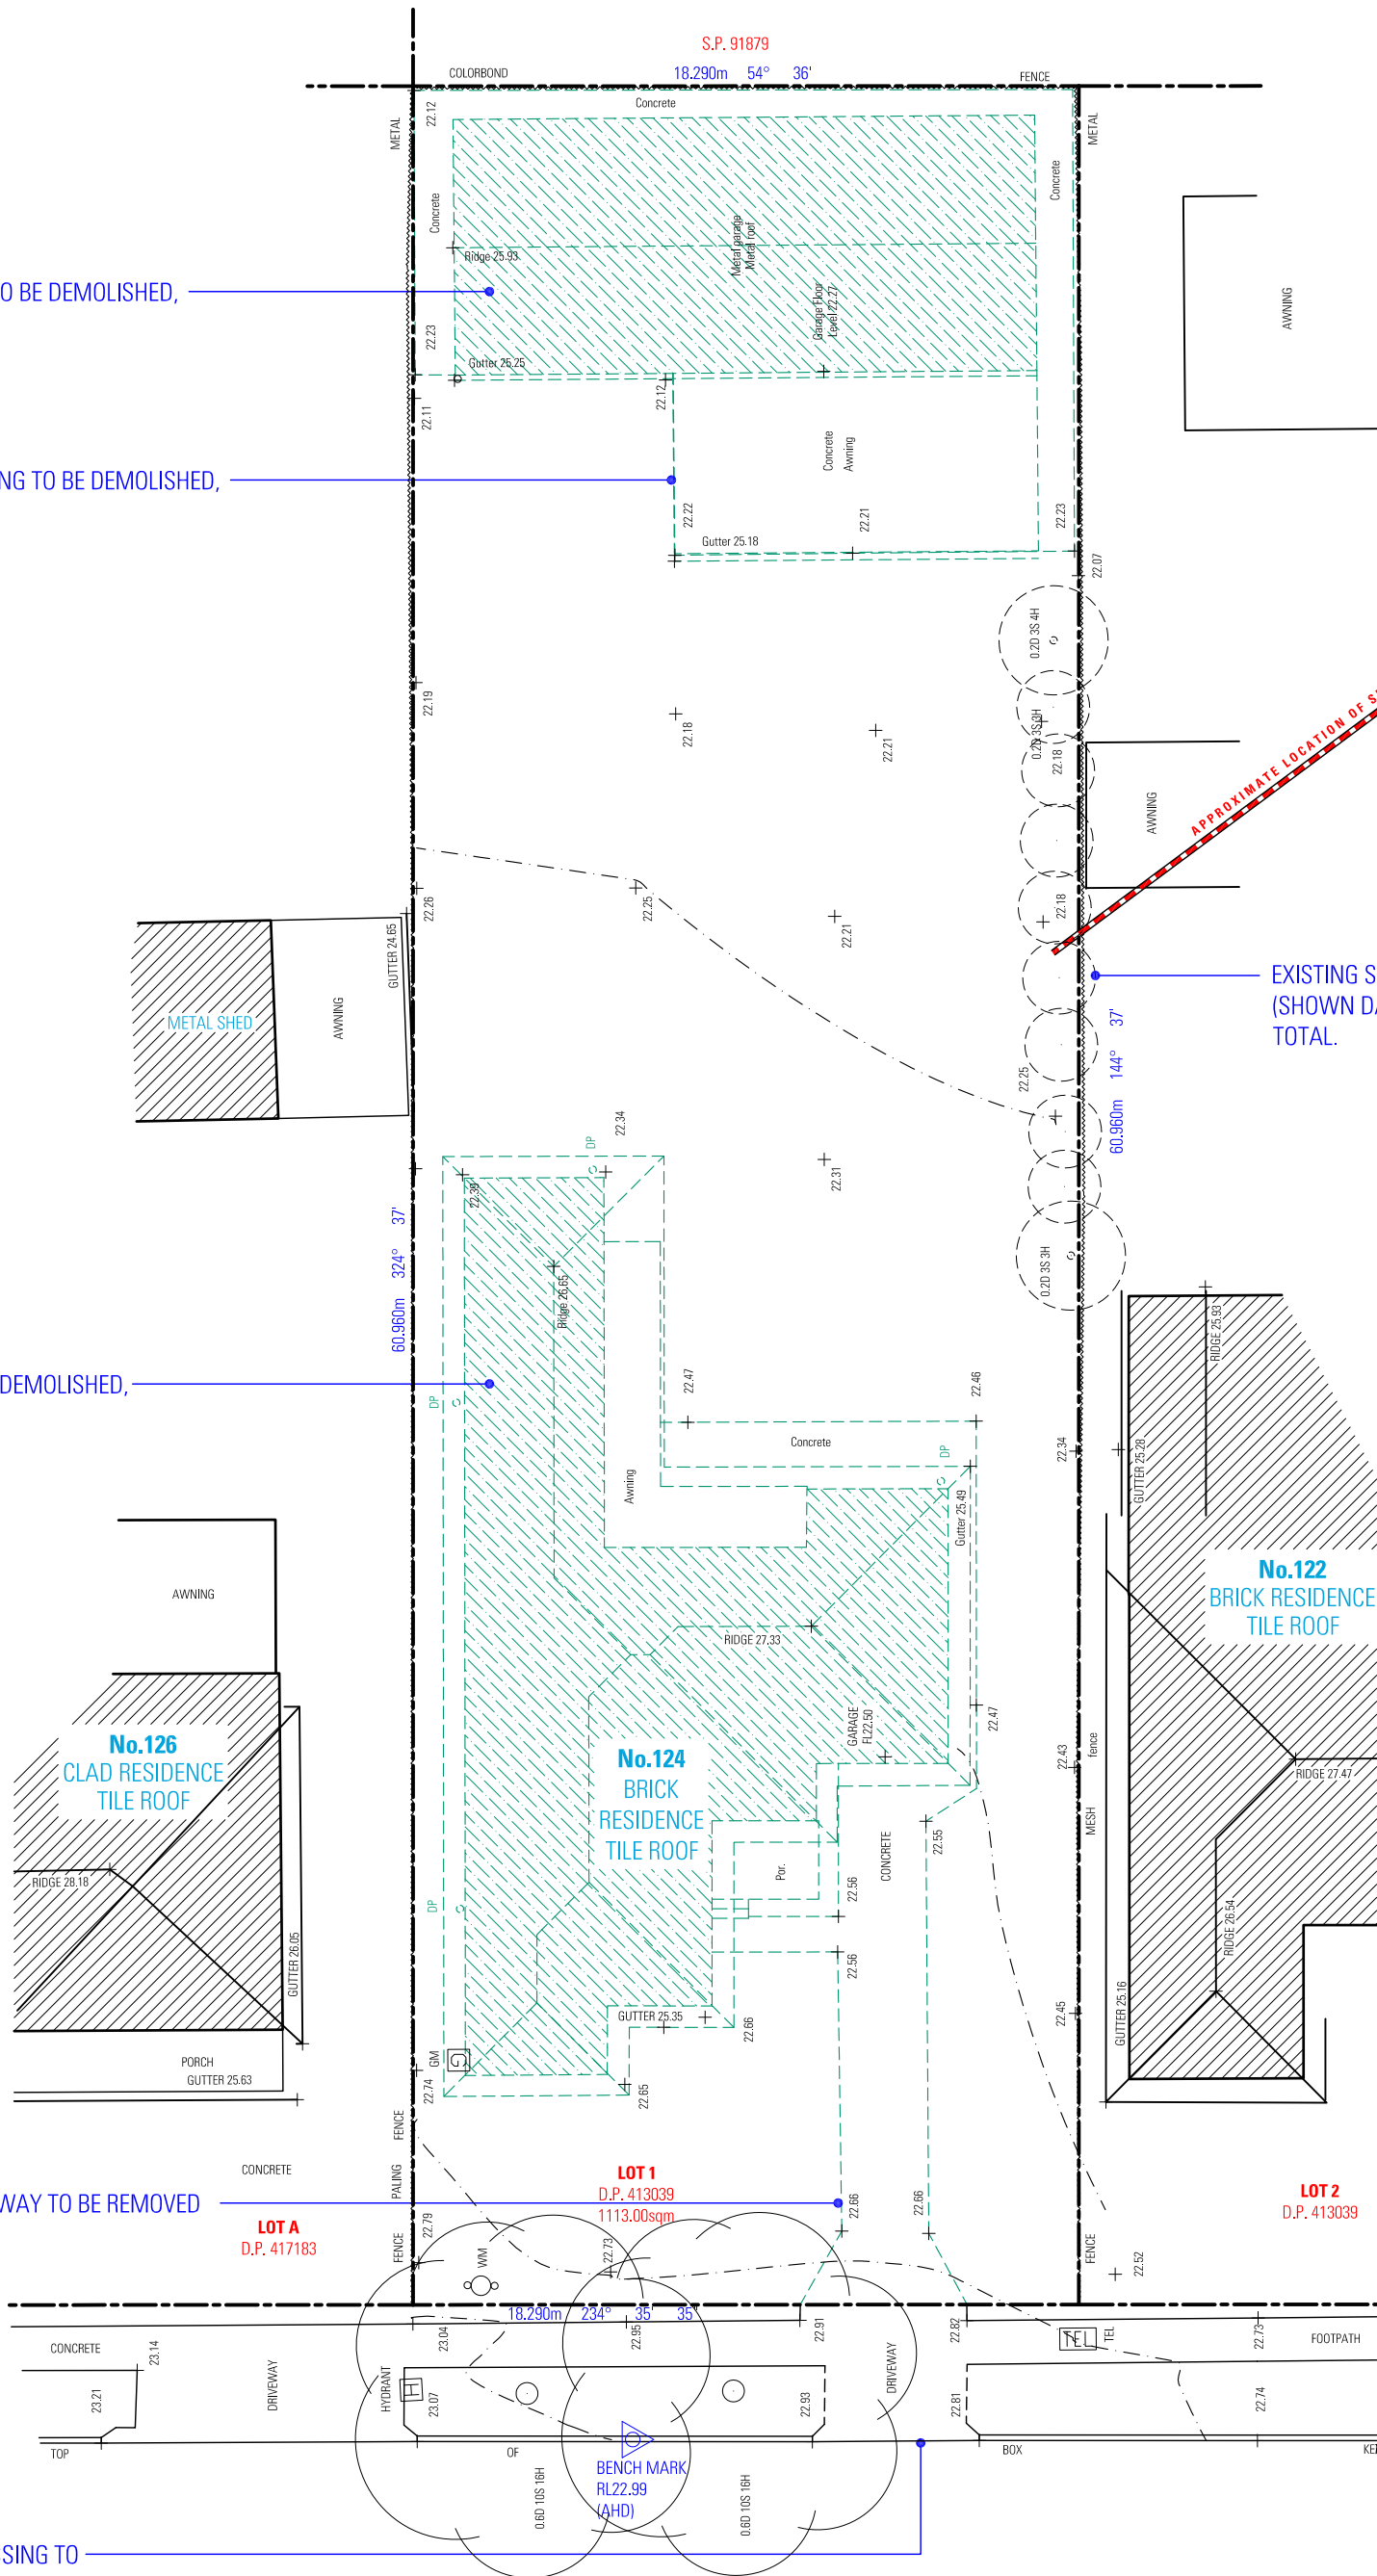 S.P. 91879
COLORBOND
18.290m 54° 36'
FENCE
Concrete
METAL
22.12
METAL
Concrete
Concrete
Metal garage
Metal roof
Ridge 25.93
AWNING
O BE DEMOLISHED,
Garage Floor
Level 22.27
22.23
Gutter 25.25
22.11
22.12
Concrete
Awning
NG TO BE DEMOLISHED,
22.22
22.21
22.23
Gutter 25.18
22.07
0.2D 3S 4H
22.19
22.18
22.21
0.2D 3S 3H
22.18
APPROXIMATE LOCATION OF S
AWNING
22.26
22.25
22.21
22.18
GUTTER 24.65
METAL SHED
AWNING
EXISTING S
(SHOWN DA
TOTAL.
60.960m 144° 37'
22.25
22.34
DP
22.31
60.960m 324° 37'
Ridge 26.65
0.2D 3S 3H
RIDGE 25.93
DEMOLISHED,
DP
22.47
22.46
Concrete
DP
22.34
GUTTER 25.28
Awning
Gutter 25.49
AWNING
No.122
BRICK RESIDENCE
TILE ROOF
RIDGE 27.33
GARAGE
FL22.50
22.47
22.43
fence
MESH
No.126
CLAD RESIDENCE
TILE ROOF
No.124
BRICK
RESIDENCE
TILE ROOF
RIDGE 27.47
22.55
CONCRETE
Por.
RIDGE 28.18
DP
22.56
22.56
RIDGE 26.54
GUTTER 26.05
GUTTER 25.35
22.66
22.45
GUTTER 25.16
PORCH
GUTTER 25.63
GM
G
22.74
22.65
FENCE
PALING
CONCRETE
LOT 1
D.P. 413039
1113.00sqm
WAY TO BE REMOVED
22.66
22.66
LOT 2
D.P. 413039
LOT A
D.P. 417183
22.79
FENCE
WM
22.73
FENCE
22.52
18.290m 234° 35' 35"
CONCRETE
23.14
23.04
22.95
22.91
22.82
TEL
TEL
22.73
FOOTPATH
23.21
DRIVEWAY
HYDRANT
H
23.07
22.93
DRIVEWAY
22.81
22.74
TOP
OF
BOX
BENCH MARK
RL22.99
(AHD)
0.6D 10S 16H
0.6D 10S 16H
SING TO